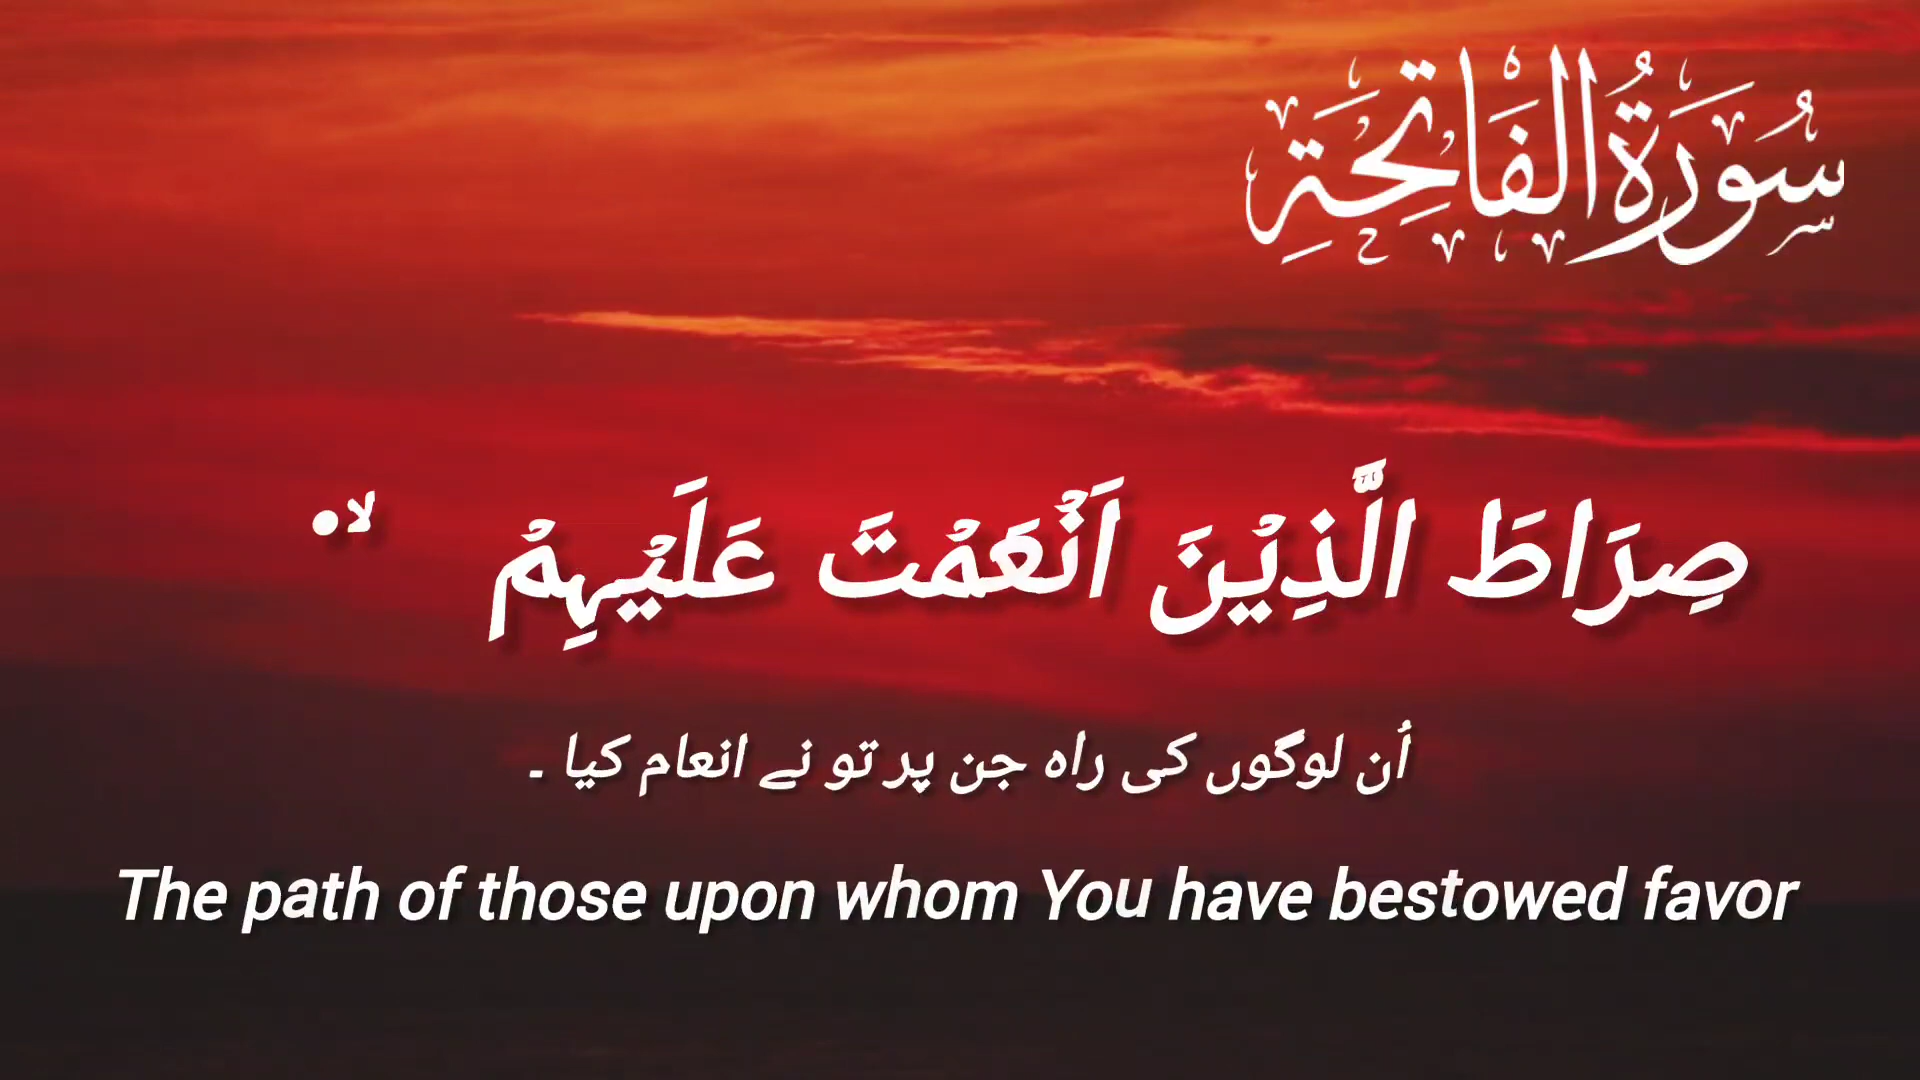 سُورَةُ الْفَاتِحَةِ
صِرَاطَ الَّذِيْنَ اَنْعَمْتَ عَلَيْهِمْ ۙ
اُن لوگوں کی راہ جن پر تو نے انعام کیا ۔
The path of those upon whom You have bestowed favor